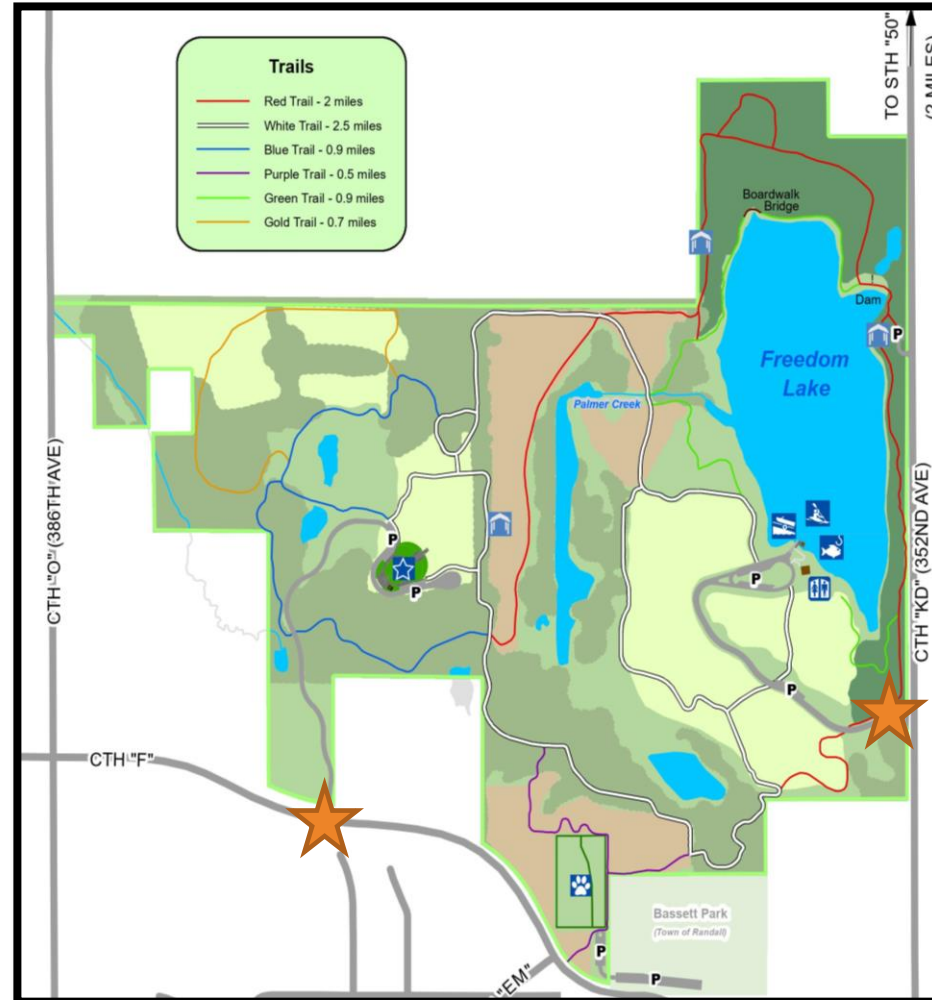 TO STH "50"
(2 MILES)
Trails
Red Trail - 2 miles
White Trail - 2.5 miles
Blue Trail - 0.9 miles
Purple Trail - 0.5 miles
Green Trail - 0.9 miles
Gold Trail - 0.7 miles
Boardwalk
Bridge
Dam
P
Freedom
Lake
Palmer Creek
CTH "O" (386TH AVE)
CTH "KD" (352ND AVE)
P
P
P
P
CTH "F"
Bassett Park
(Town of Randall)
P
P
"EM"